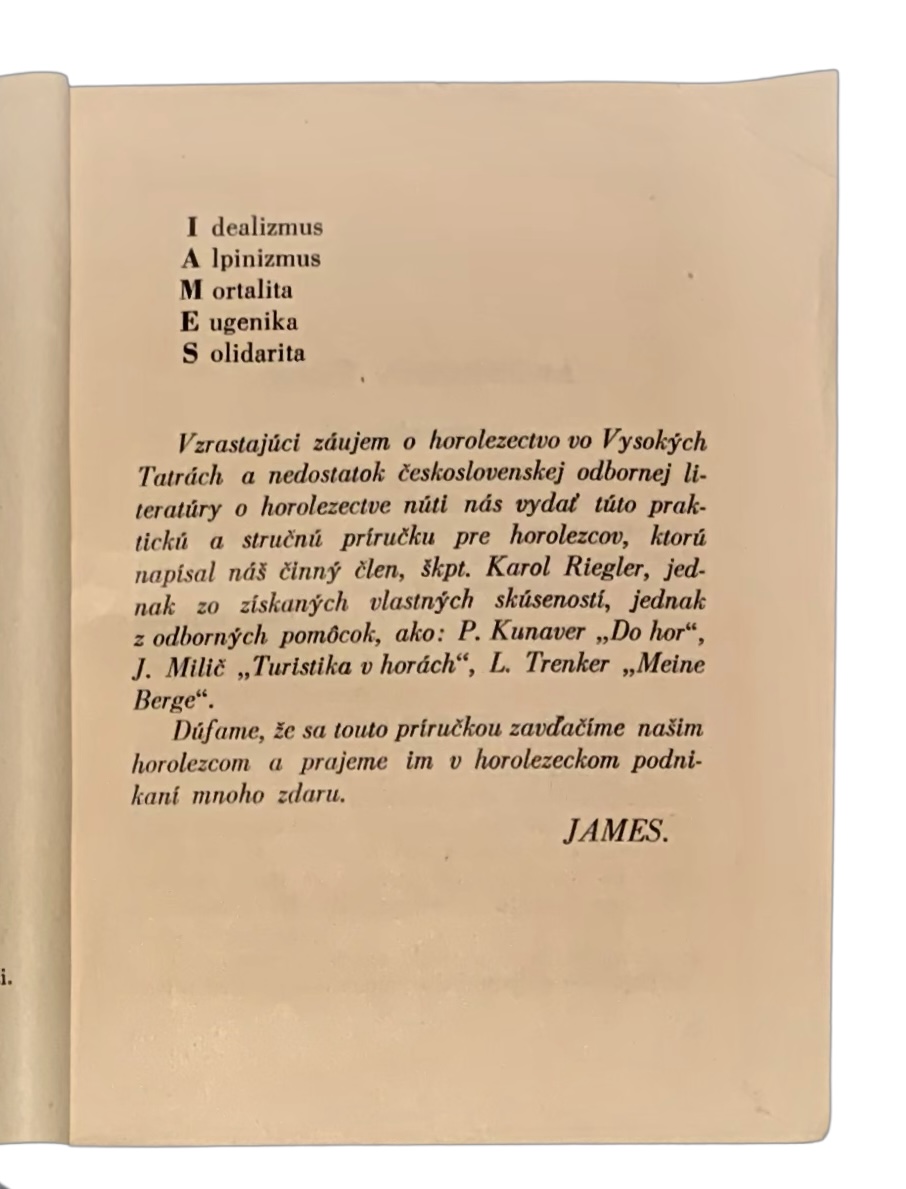 I dealizmus
A lpinizmus
M ortalita
E ugenika
S olidarita
Vzrastajúci záujem o horolezectvo vo Vysokých
Tatrách a nedostatok československej odbornej li-
teratúry o horolezectve núti nás vydať túto prak-
tickú a stručnú príručku pre horolezcov, ktorú
napísal náš činný člen, škpt. Karol Riegler, jed-
nak zo získaných vlastných skúseností, jednak
z odborných pomôcok, ako: P. Kunaver „Do hor“,
J. Milič „Turistika v horách“, L. Trenker „Meine
Berge“.
Dúfame, že sa touto príručkou zavďačíme našim
horolezcom a prajeme im v horolezeckom podni-
kaní mnoho zdaru.
JAMES.
i.